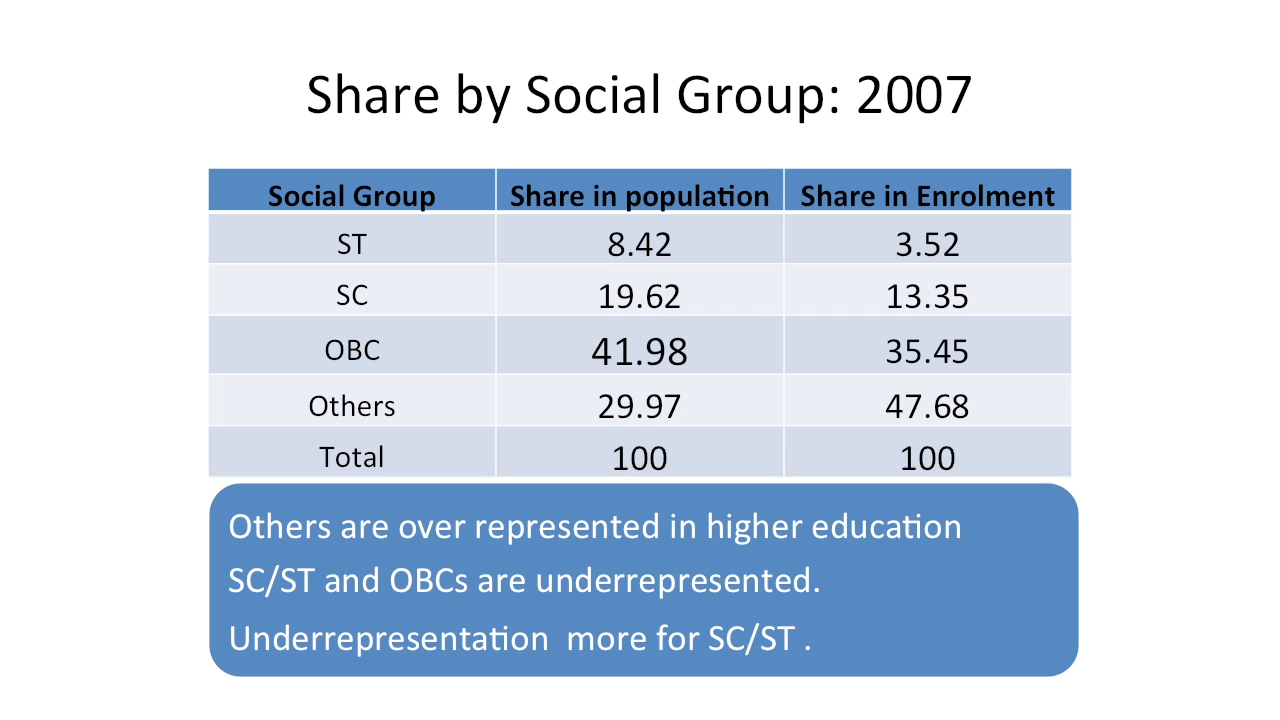 Share by Social Group: 2007
Social Group Share in population Share in Enrolment
ST 8.42 3.52
SC 19.62 13.35
OBC 41.98 35.45
Others 29.97 47.68
Total 100 100
Others are over represented in higher education
SC/ST and OBCs are underrepresented.
Underrepresentation  more for SC/ST .